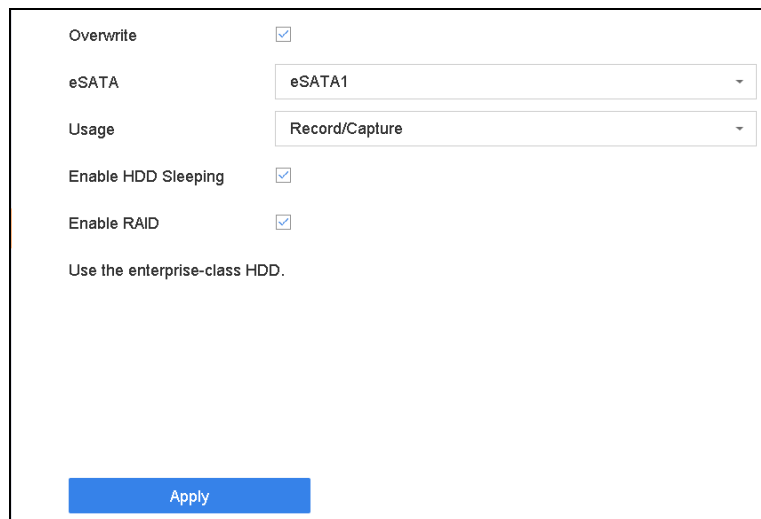 Overwrite
eSATA eSATA1
Usage Record/Capture
Enable HDD Sleeping
Enable RAID
Use the enterprise-class HDD.
Apply